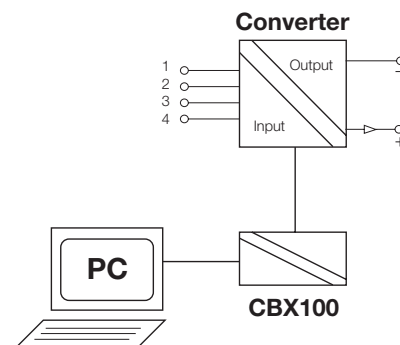 Converter
1
2
3
4
Output
Input
–
+
PC
CBX100